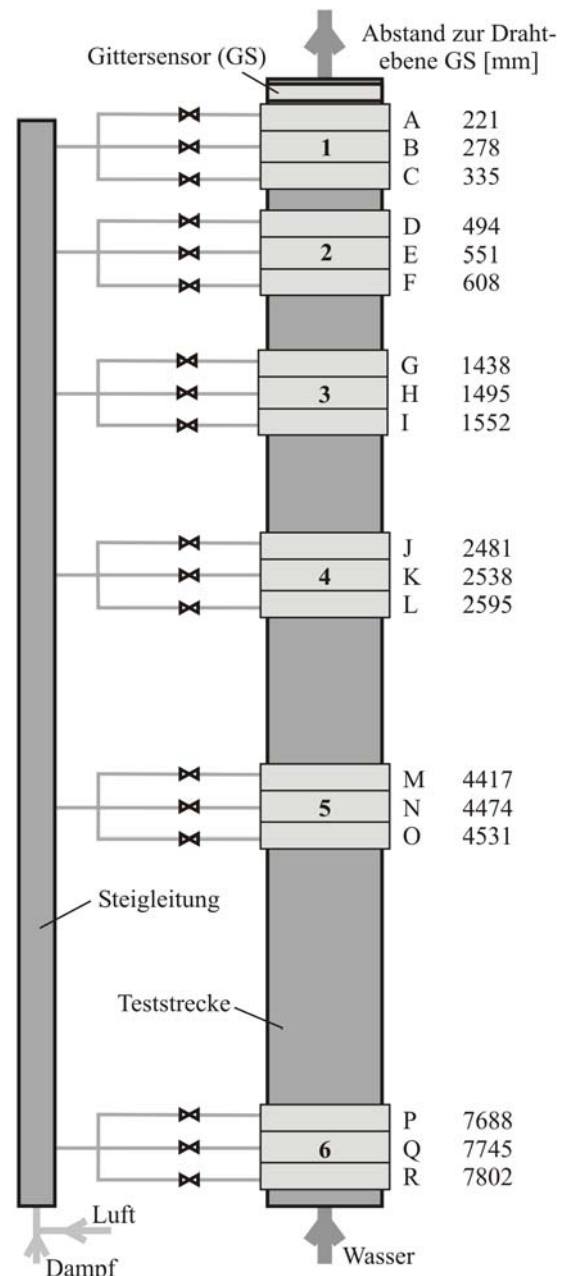 Abstand zur Draht-
ebene GS [mm]
Gittersensor (GS)
A 221
1 B 278
C 335
D 494
2 E 551
F 608
G 1438
3 H 1495
I 1552
J 2481
4 K 2538
L 2595
M 4417
5 N 4474
O 4531
Steigleitung
Teststrecke
P 7688
6 Q 7745
R 7802
Luft
Dampf
Wasser